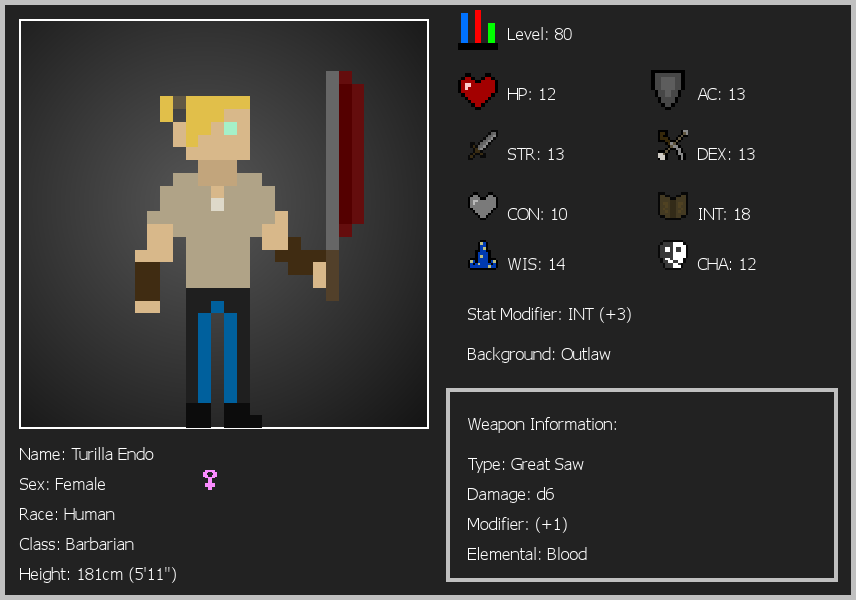 Level: 80
HP: 12
AC: 13
STR: 13
DEX: 13
CON: 10
INT: 18
WIS: 14
CHA: 12
Stat Modifier: INT (+3)
Background: Outlaw
Weapon Information:
Type: Great Saw
Damage: d6
Modifier: (+1)
Elemental: Blood
Name: Turilla Endo
Sex: Female
Race: Human
Class: Barbarian
Height: 181cm (5'11")